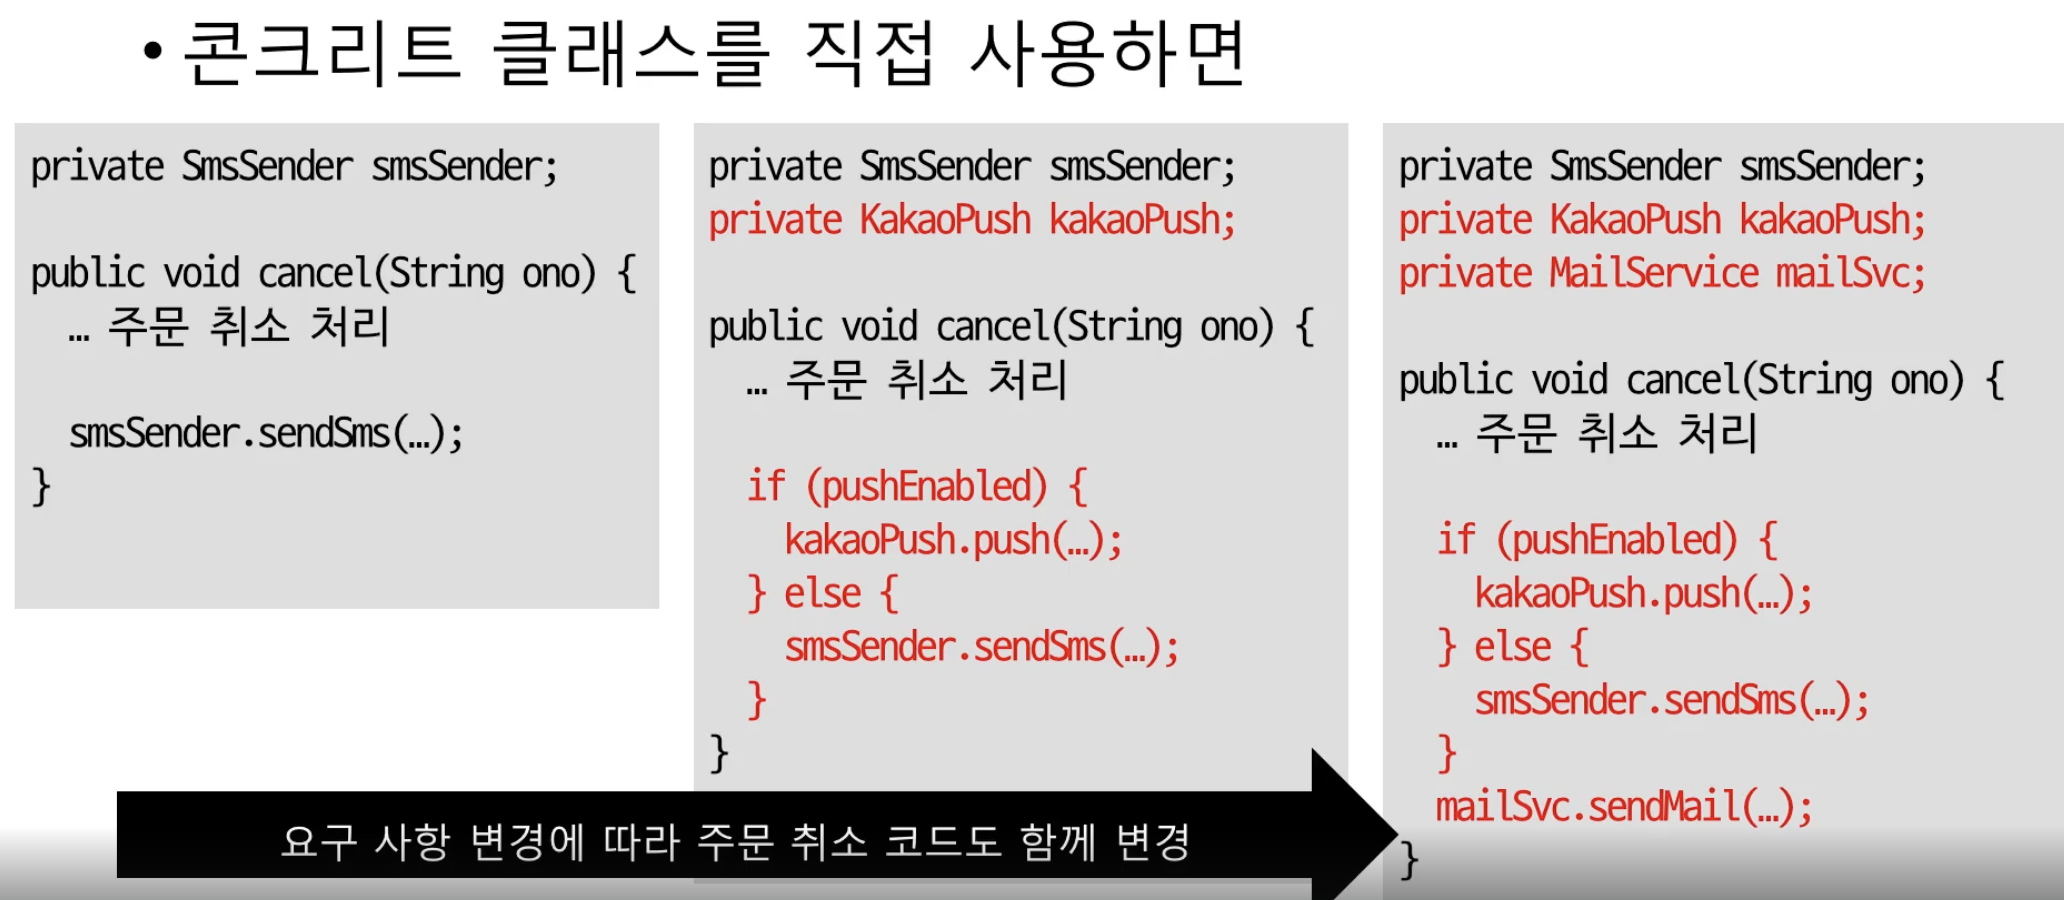 • 콘크리트 클래스를 직접 사용하면
private SmsSender smsSender;
public void cancel(String ono) {
… 주문 취소 처리
smsSender.sendSms(…);
}
private SmsSender smsSender;
private KakaoPush kakaoPush;
public void cancel(String ono) {
… 주문 취소 처리
if (pushEnabled) {
kakaoPush.push(…);
} else {
smsSender.sendSms(…);
}
}
private SmsSender smsSender;
private KakaoPush kakaoPush;
private MailService mailSvc;
public void cancel(String ono) {
… 주문 취소 처리
if (pushEnabled) {
kakaoPush.push(…);
} else {
smsSender.sendSms(…);
}
mailSvc.sendMail(…);
}
요구 사항 변경에 따라 주문 취소 코드도 함께 변경